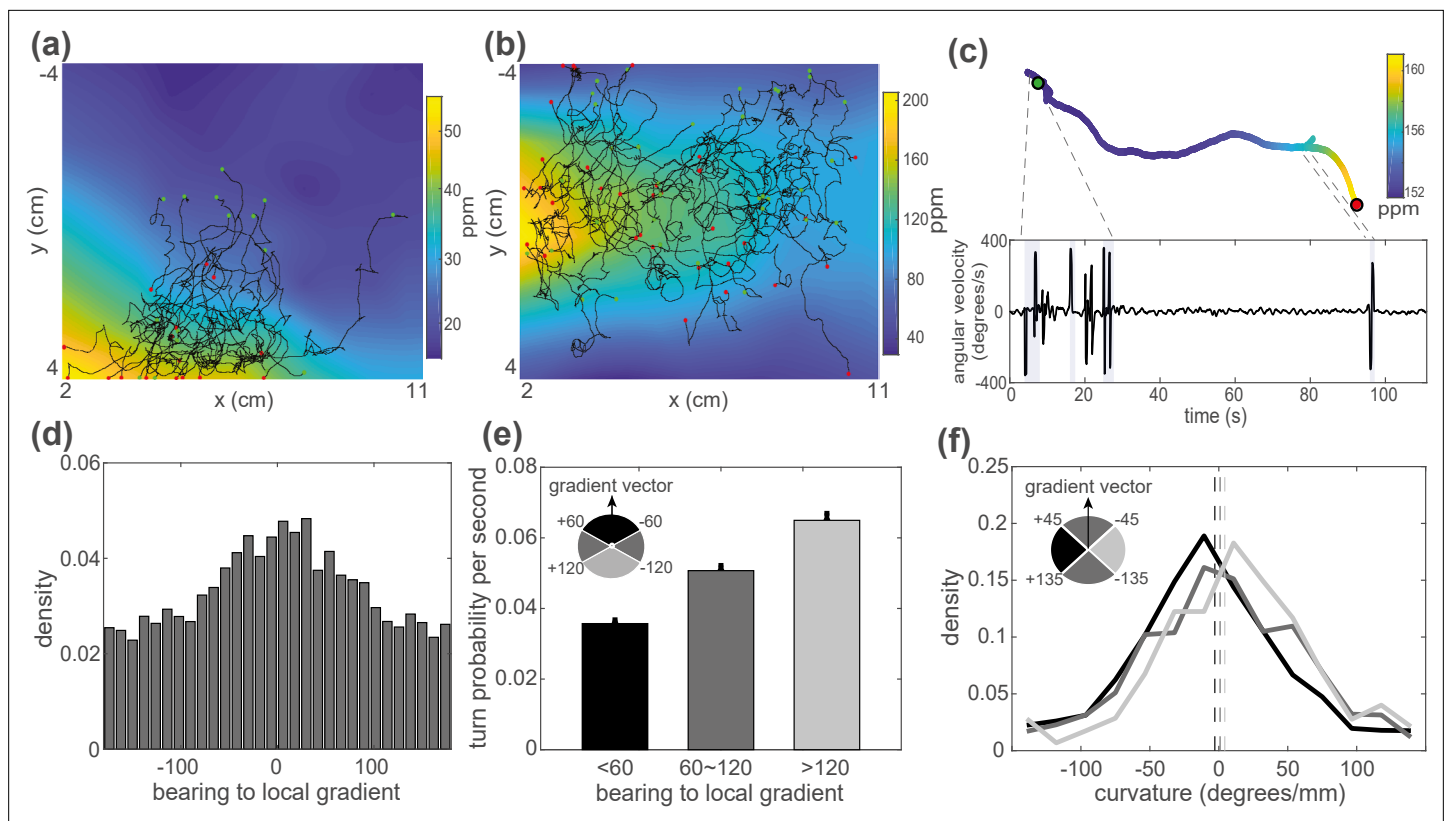 (a)
-4
y (cm)
4
2
x (cm)
11
50
40
30
20
ppm
(b)
-4
y (cm)
4
2
x (cm)
11
200
160
120
80
40
ppm
(c)
160
156
152
ppm
400
0
-400
angular veolocity
(degrees/s)
0 20 40 60 80 100
time (s)
(d)
0.06
0.04
0.02
0
density
-100 0 100
bearing to local gradient
(e)
0.08
0.06
0.04
0.02
0
turn probability per second
gradient vector
+60 -60
+120 -120
<60 60~120 >120
bearing to local gradient
(f)
0.25
0.2
0.15
0.1
0.05
0
density
gradient vector
+45 -45
+135 -135
-100 -50 0 50 100
curvature (degrees/mm)